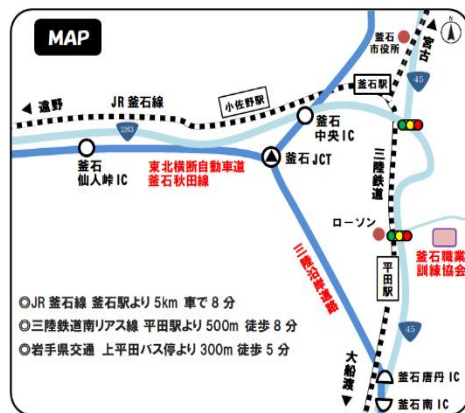 MAP
釜石
市役所
宮古
45
釜石駅
遠野
JR釜石線
小佐野駅
283
釜石
中央IC
釜石
仙人峠IC
東北横断自動車道
釜石秋田線
釜石JCT
三陸鉄道
ローソン
釜石職業
訓練協会
平田駅
三陸沿岸道路
◎JR 釜石線 釜石駅より 5km 車で 8 分
◎三陸鉄道南リアス線 平田駅より 500m 徒歩 8 分
◎岩手県交通 上平田バス停より 300m 徒歩 5 分
45
大船渡
釜石唐丹 IC
釜石南 IC